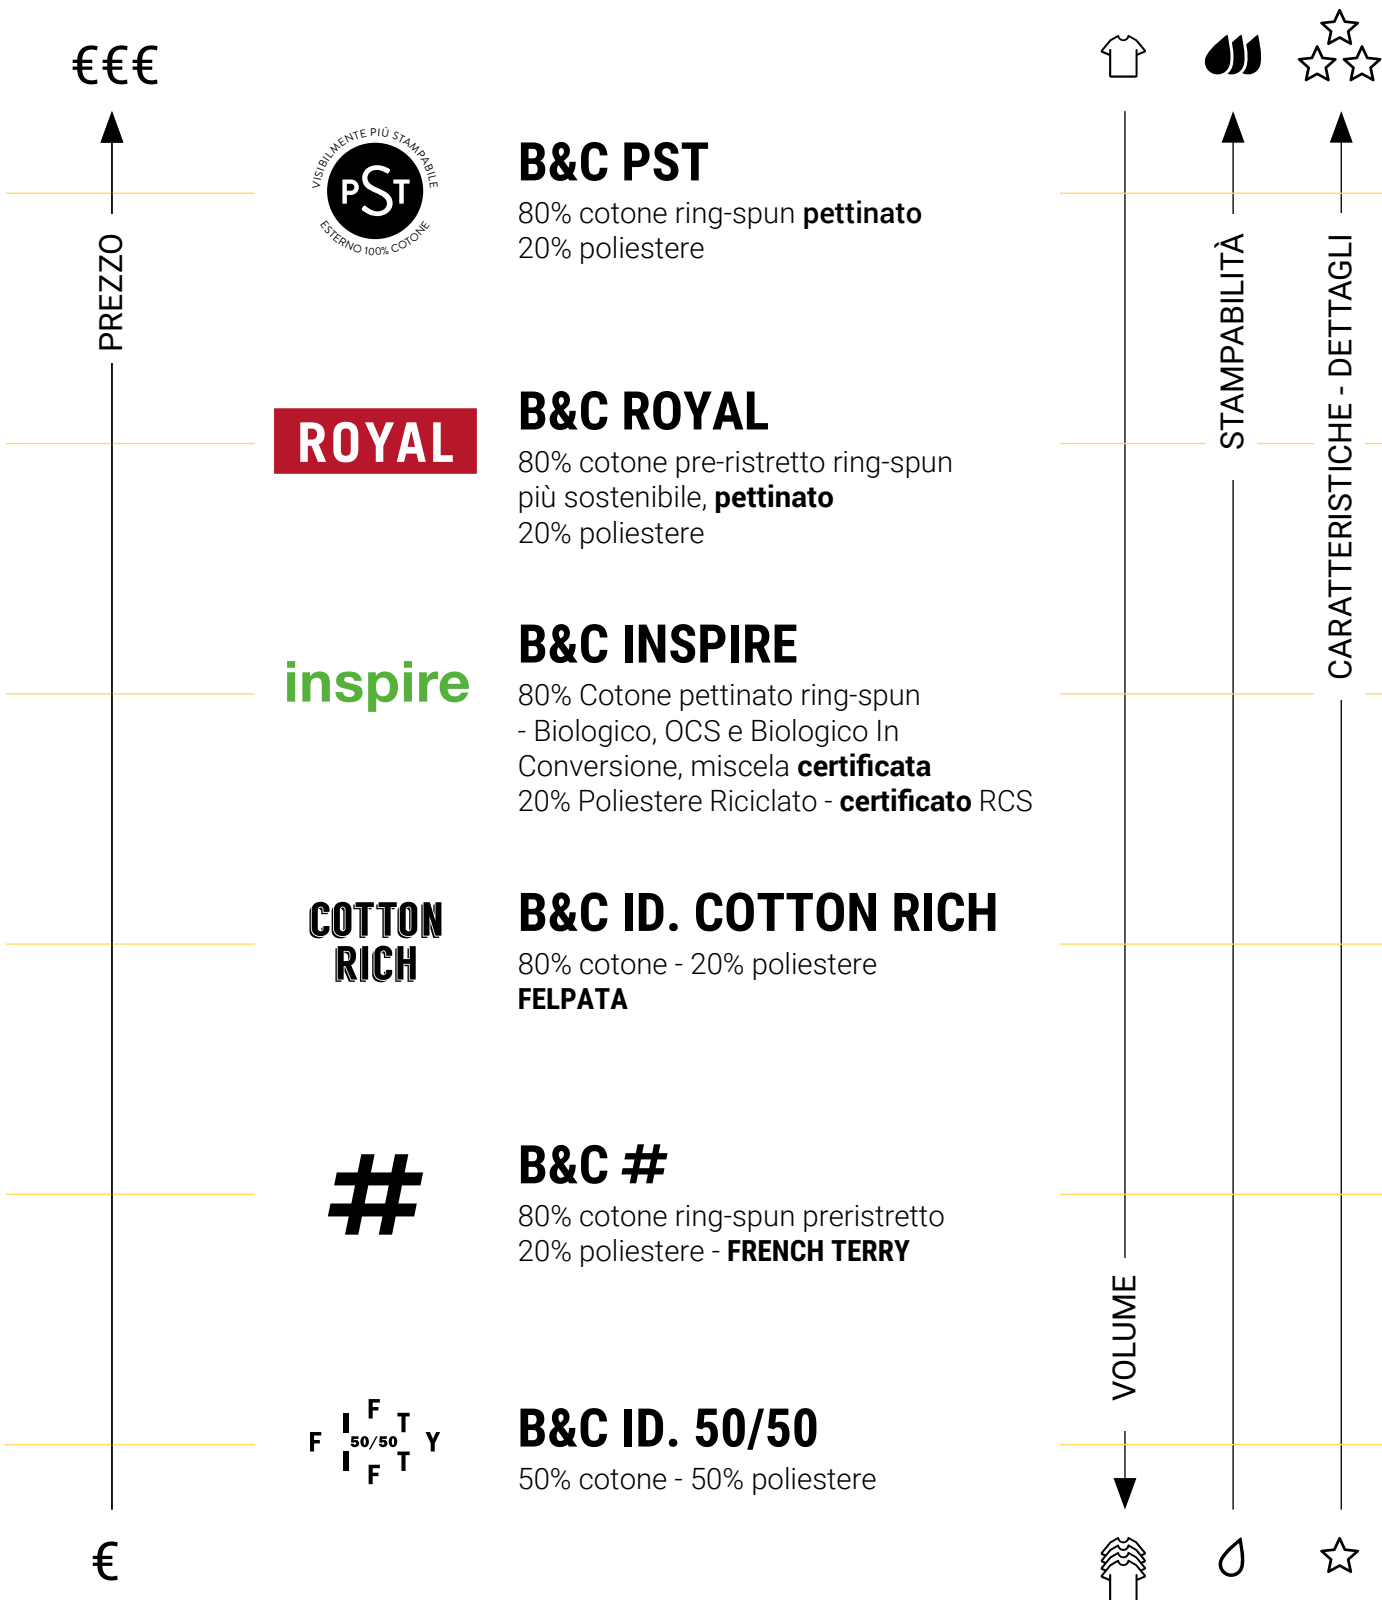 €€€
PREZZO
€
VISIBILMENTE PIÙ STAMPABILE
PST
ESTERNO 100% COTONE
B&C PST
80% cotone ring-spun pettinato
20% poliestere
ROYAL
B&C ROYAL
80% cotone pre-ristretto ring-spun
più sostenibile, pettinato
20% poliestere
inspire
B&C INSPIRE
80% Cotone pettinato ring-spun
- Biologico, OCS e Biologico In
Conversione, miscela certificata
20% Poliestere Riciclato - certificato RCS
COTTON
RICH
B&C ID. COTTON RICH
80% cotone - 20% poliestere
FELPATA
#
B&C #
80% cotone ring-spun preristretto
20% poliestere - FRENCH TERRY
FIFTY
50/50
FIFTY
B&C ID. 50/50
50% cotone - 50% poliestere
VOLUME
STAMPABILITÀ
CARATTERISTICHE - DETTAGLI